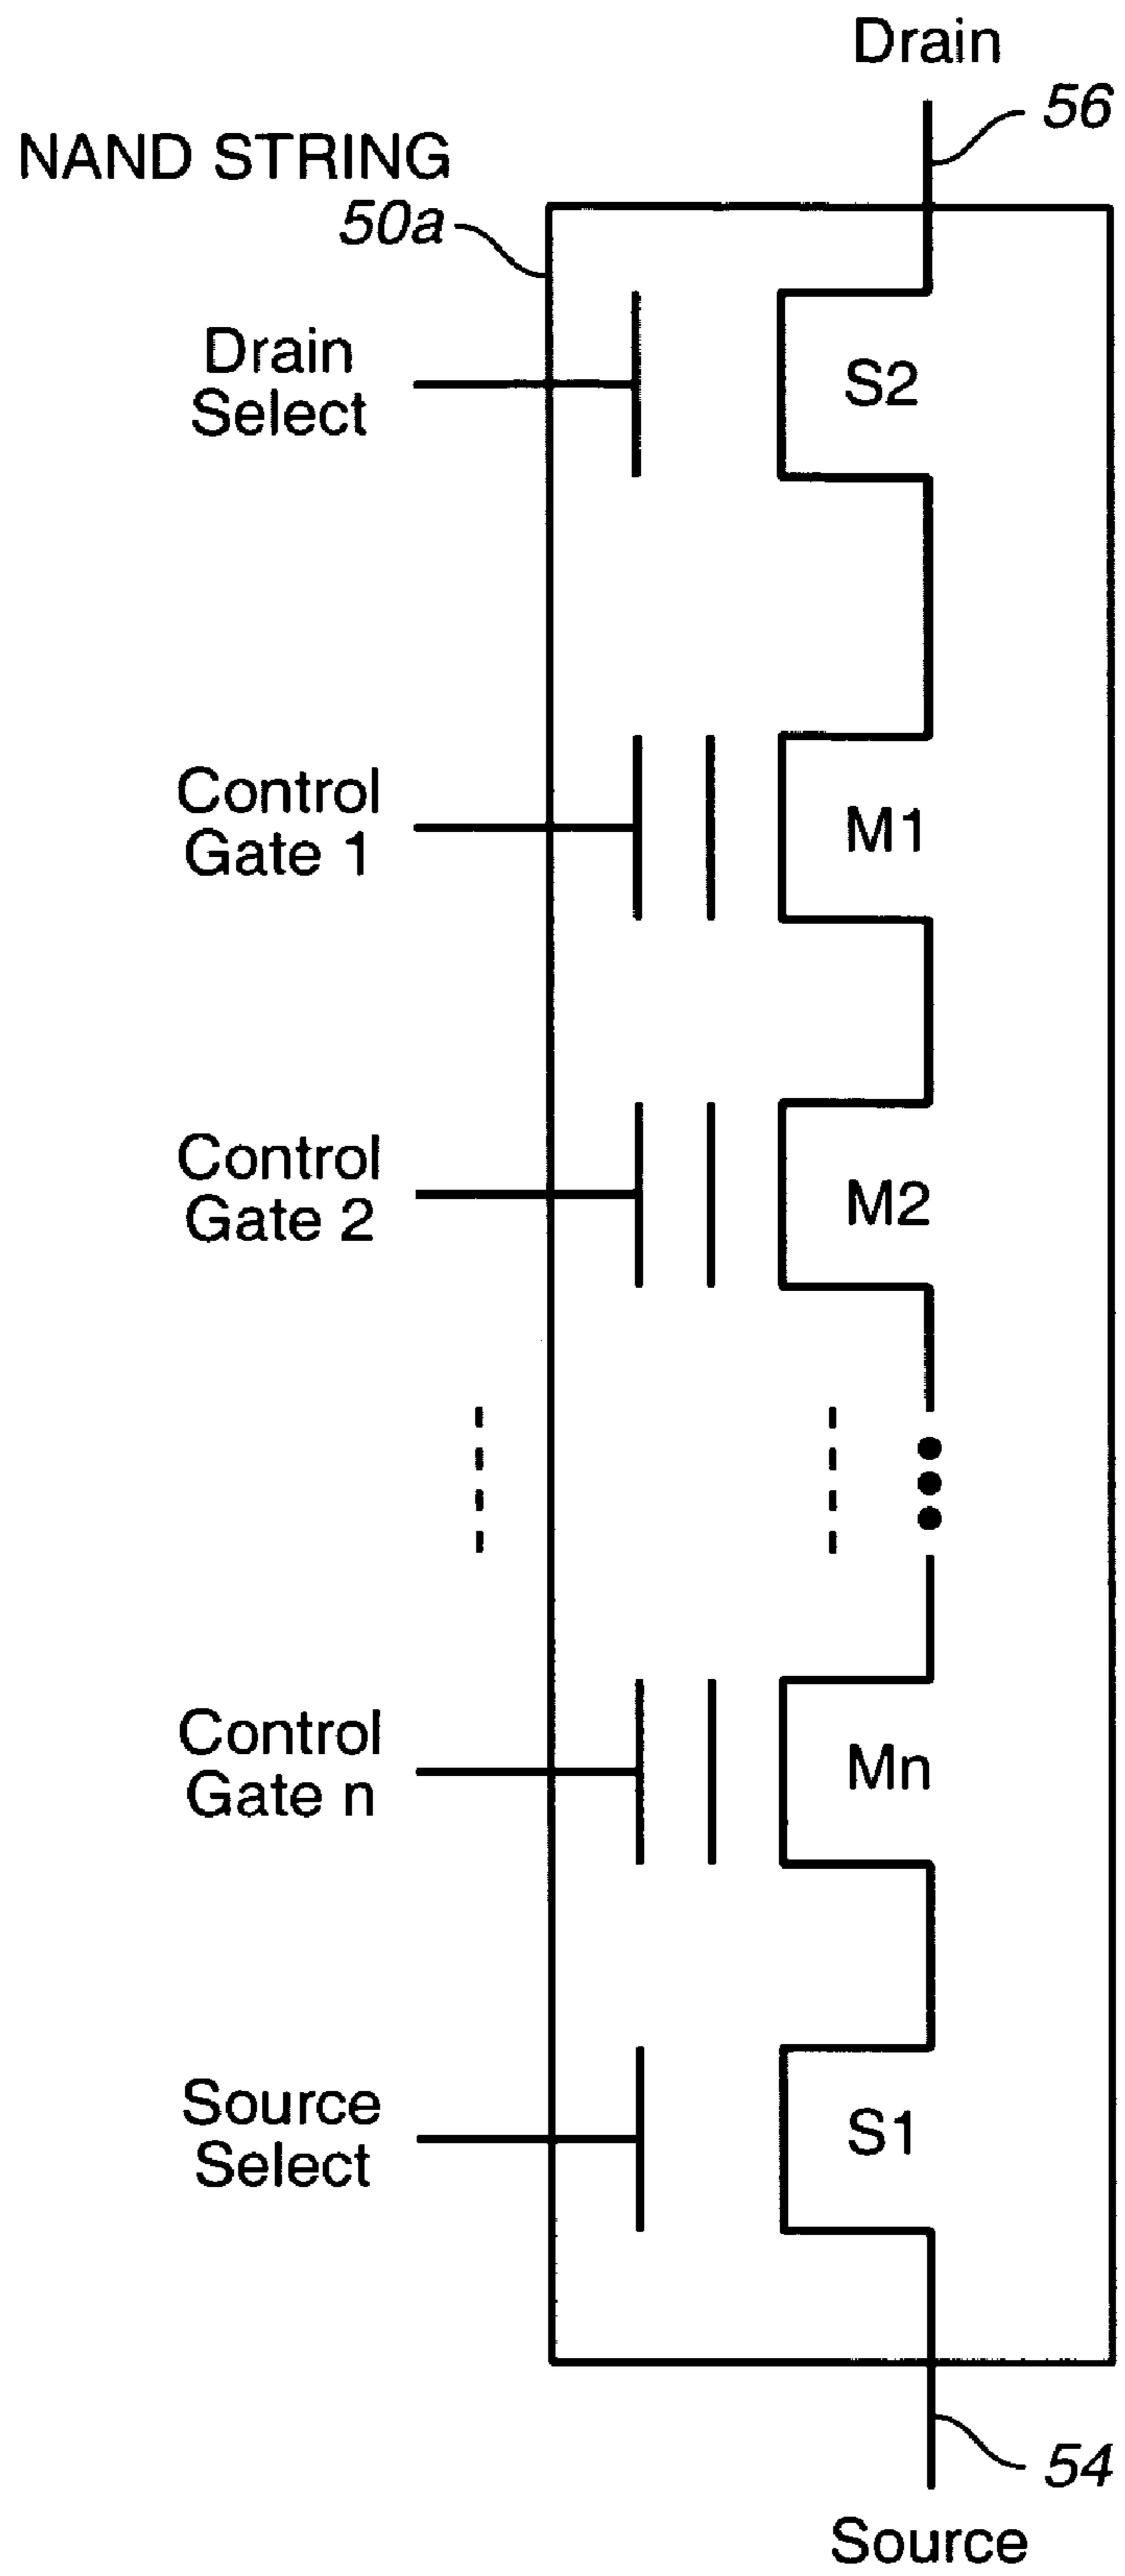 Drain
56
NAND STRING
50a
Drain
Select
S2
Control
Gate 1
M1
Control
Gate 2
M2
Control
Gate n
Mn
Source
Select
S1
54
Source